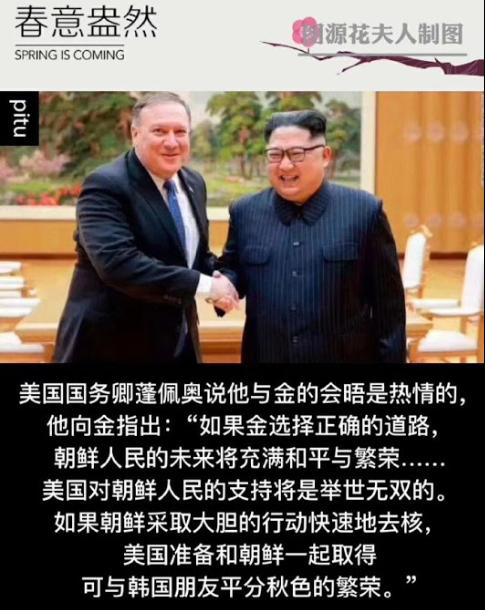 春意盎然
SPRING IS COMING
源花夫人制图
pitu
美国国务卿蓬佩奥说他与金的会晤是热情的，
他向金指出：“如果金选择正确的道路，
朝鲜人民的未来将充满和平与繁荣……
美国对朝鲜人民的支持将是举世无双的。
如果朝鲜采取大胆的行动快速地去核，
美国准备和朝鲜一起取得
可与韩国朋友平分秋色的繁荣。”